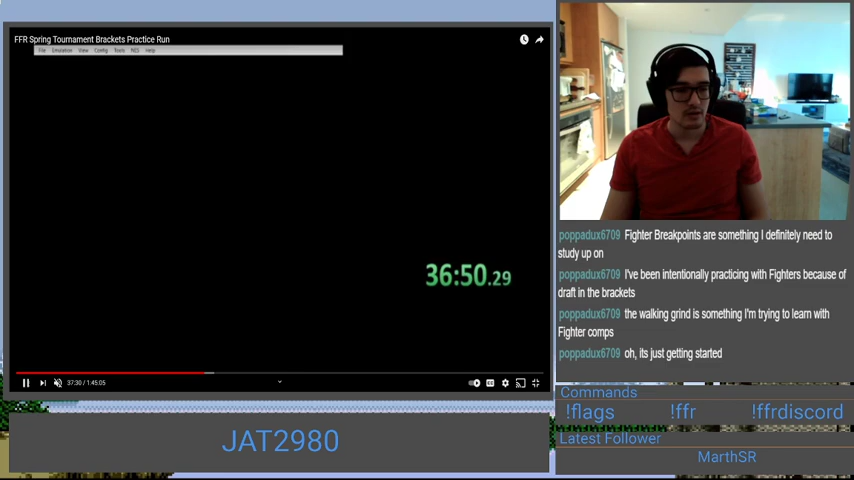 FFR Spring Tournament Brackets Practice Run
File Emulation View Config Tools NES Help
36:50.29
37:30 / 1:45:05
poppadux6709 Fighter Breakpoints are something I definitely need to
study up on
poppadux6709 I've been intentionally practicing with Fighters because of
draft in the brackets
poppadux6709 the walking grind is something I'm trying to learn with
Fighter comps
poppadux6709 oh, its just getting started
Commands
!flags !ffr !ffrdiscord
Latest Follower
MarthSR
JAT2980